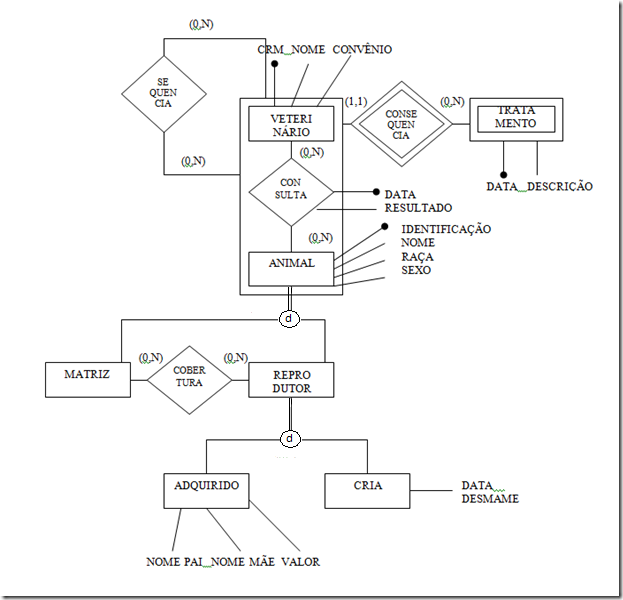 (0,N)
CRM_NOME CONVÊNIO
SE
QUEN
CIA
(1,1)
(0,N)
VETERI
NÁRIO
CONSE
QUEN
CIA
TRATA
MENTO
(0,N)
(0,N)
CON
SULTA
DATA
RESULTADO
DATA_DESCRIÇÃO
(0,N)
IDENTIFICAÇÃO
NOME
RAÇA
SEXO
ANIMAL
d
MATRIZ
(0,N)
COBER
TURA
(0,N)
REPRO
DUTOR
d
ADQUIRIDO
CRIA
DATA
DESMAME
NOME PAI_NOME MÃE VALOR